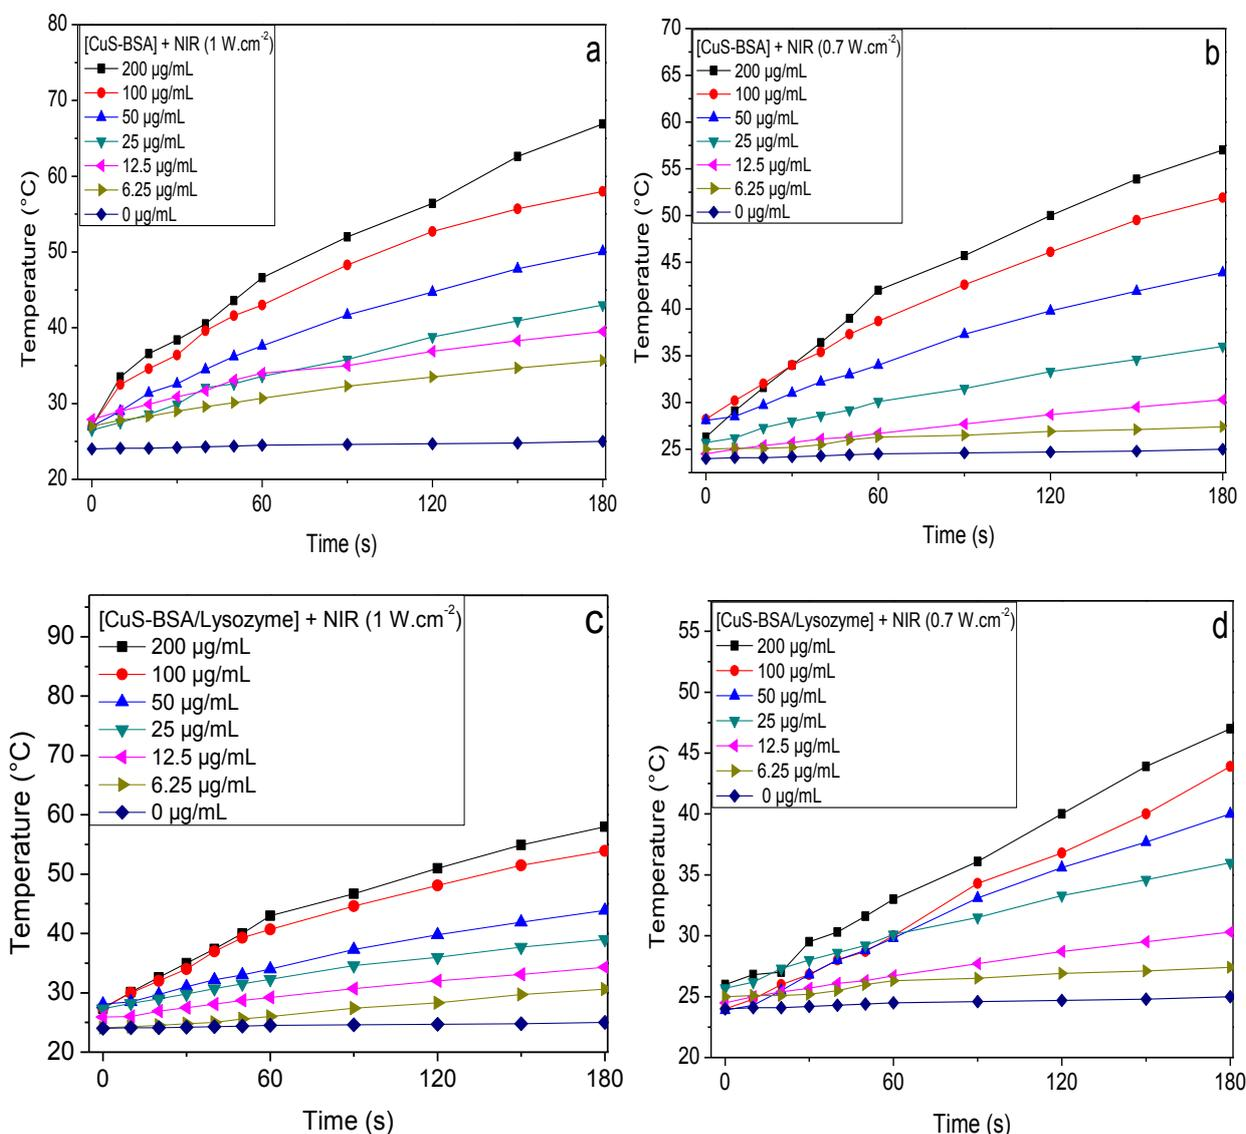 a
[CuS-BSA] + NIR (1 W.cm-2)
200 µg/mL
100 µg/mL
50 µg/mL
25 µg/mL
12.5 µg/mL
6.25 µg/mL
0 µg/mL
80
70
60
50
40
30
20
Temperature (°C)
0 60 120 180
Time (s)
b
[CuS-BSA] + NIR (0.7 W.cm-2)
200 µg/mL
100 µg/mL
50 µg/mL
25 µg/mL
12.5 µg/mL
6.25 µg/mL
0 µg/mL
70
65
60
55
50
45
40
35
30
25
Temperature (°C)
0 60 120 180
Time (s)
c
[CuS-BSA/Lysozyme] + NIR (1 W.cm-2)
200 µg/mL
100 µg/mL
50 µg/mL
25 µg/mL
12.5 µg/mL
6.25 µg/mL
0 µg/mL
90
80
70
60
50
40
30
20
Temperature (°C)
0 60 120 180
Time (s)
d
[CuS-BSA/Lysozyme] + NIR (0.7 W.cm-2)
200 µg/mL
100 µg/mL
50 µg/mL
25 µg/mL
12.5 µg/mL
6.25 µg/mL
0 µg/mL
55
50
45
40
35
30
25
20
Temperature (°C)
0 60 120 180
Time (s)